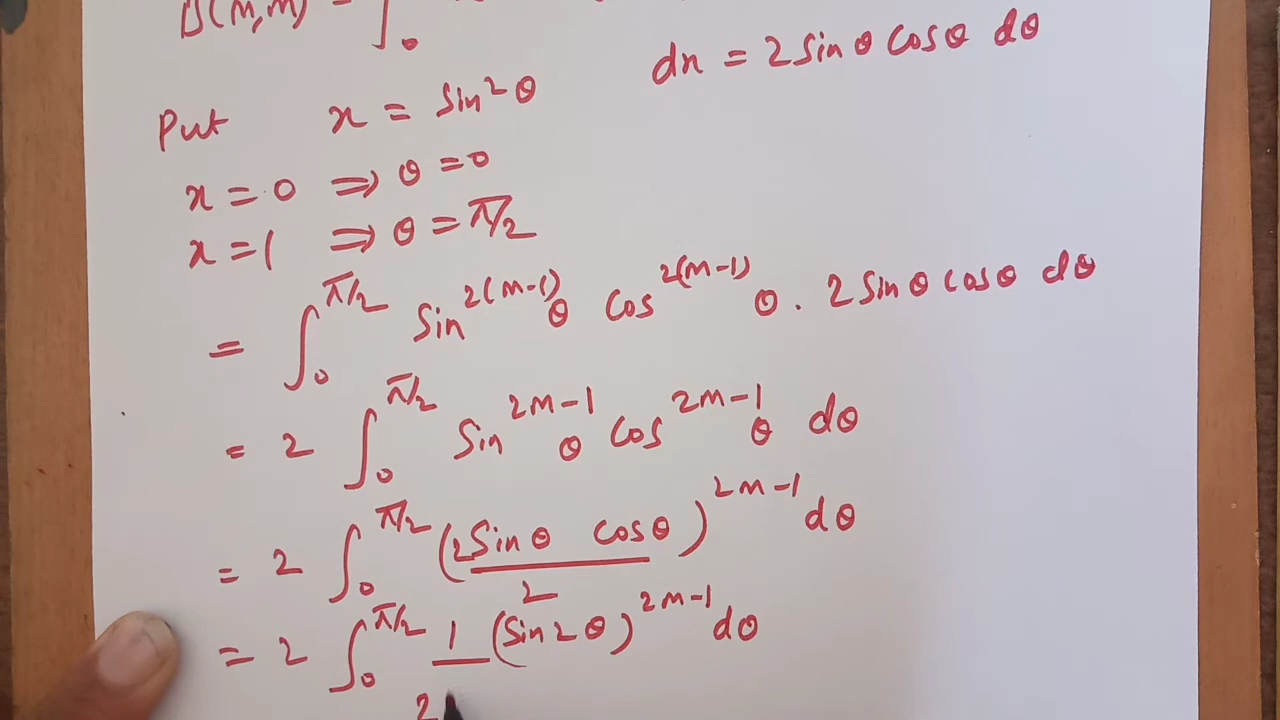 β(m,m) = ∫₀
dx = 2 sin θ cos θ dθ
Put x = sin² θ
x = 0 ⇒ θ = 0
x = 1 ⇒ θ = π/2
= ∫₀^{π/2} sin^{2(m-1)} θ cos^{2(m-1)} θ . 2 sin θ cos θ dθ
= 2 ∫₀^{π/2} sin^{2m-1} θ cos^{2m-1} θ dθ
= 2 ∫₀^{π/2} (2 sin θ cos θ / 2)^{2m-1} dθ
= 2 ∫₀^{π/2} 1/2 (sin 2θ)^{2m-1} dθ